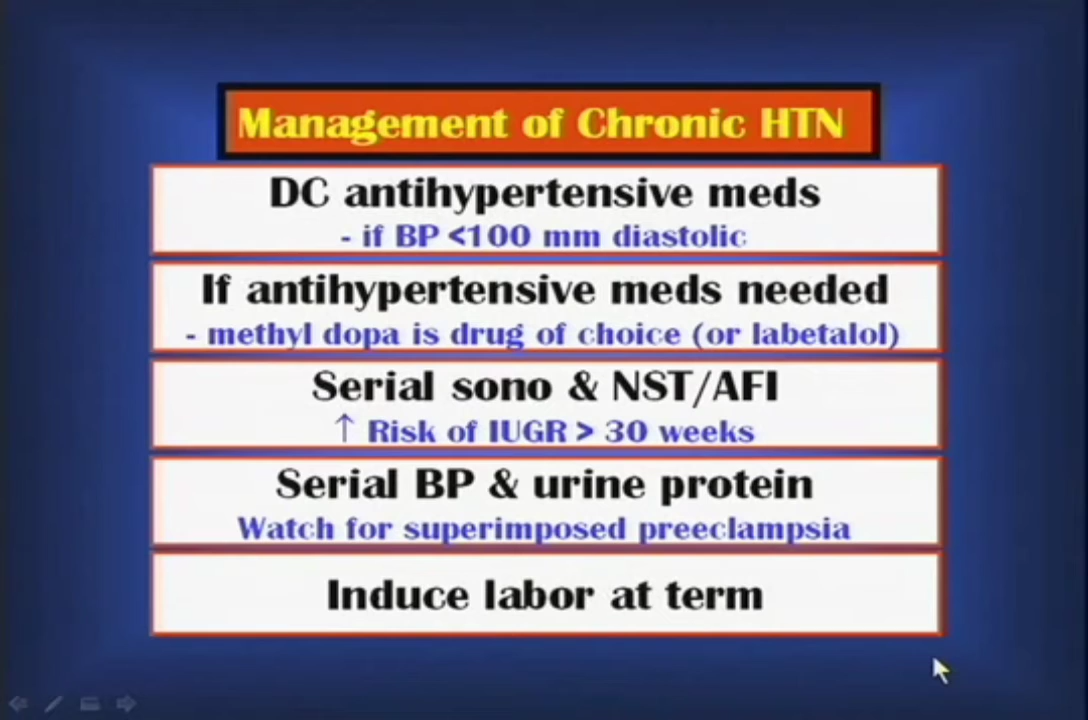 Management of Chronic HTN
DC antihypertensive meds
- if BP <100 mm diastolic
If antihypertensive meds needed
- methyl dopa is drug of choice (or labetalol)
Serial sono & NST/AFI
↑ Risk of IUGR > 30 weeks
Serial BP & urine protein
Watch for superimposed preeclampsia
Induce labor at term